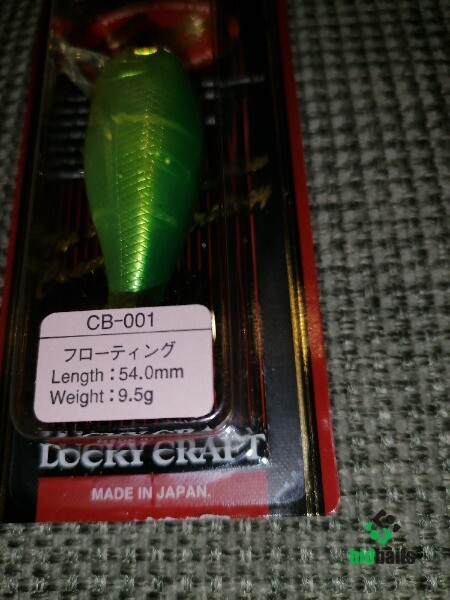 CB-001
フローティング
Length : 54.0mm
Weight : 9.5g
LUCKY CRAFT
MADE IN JAPAN.
bidbaits